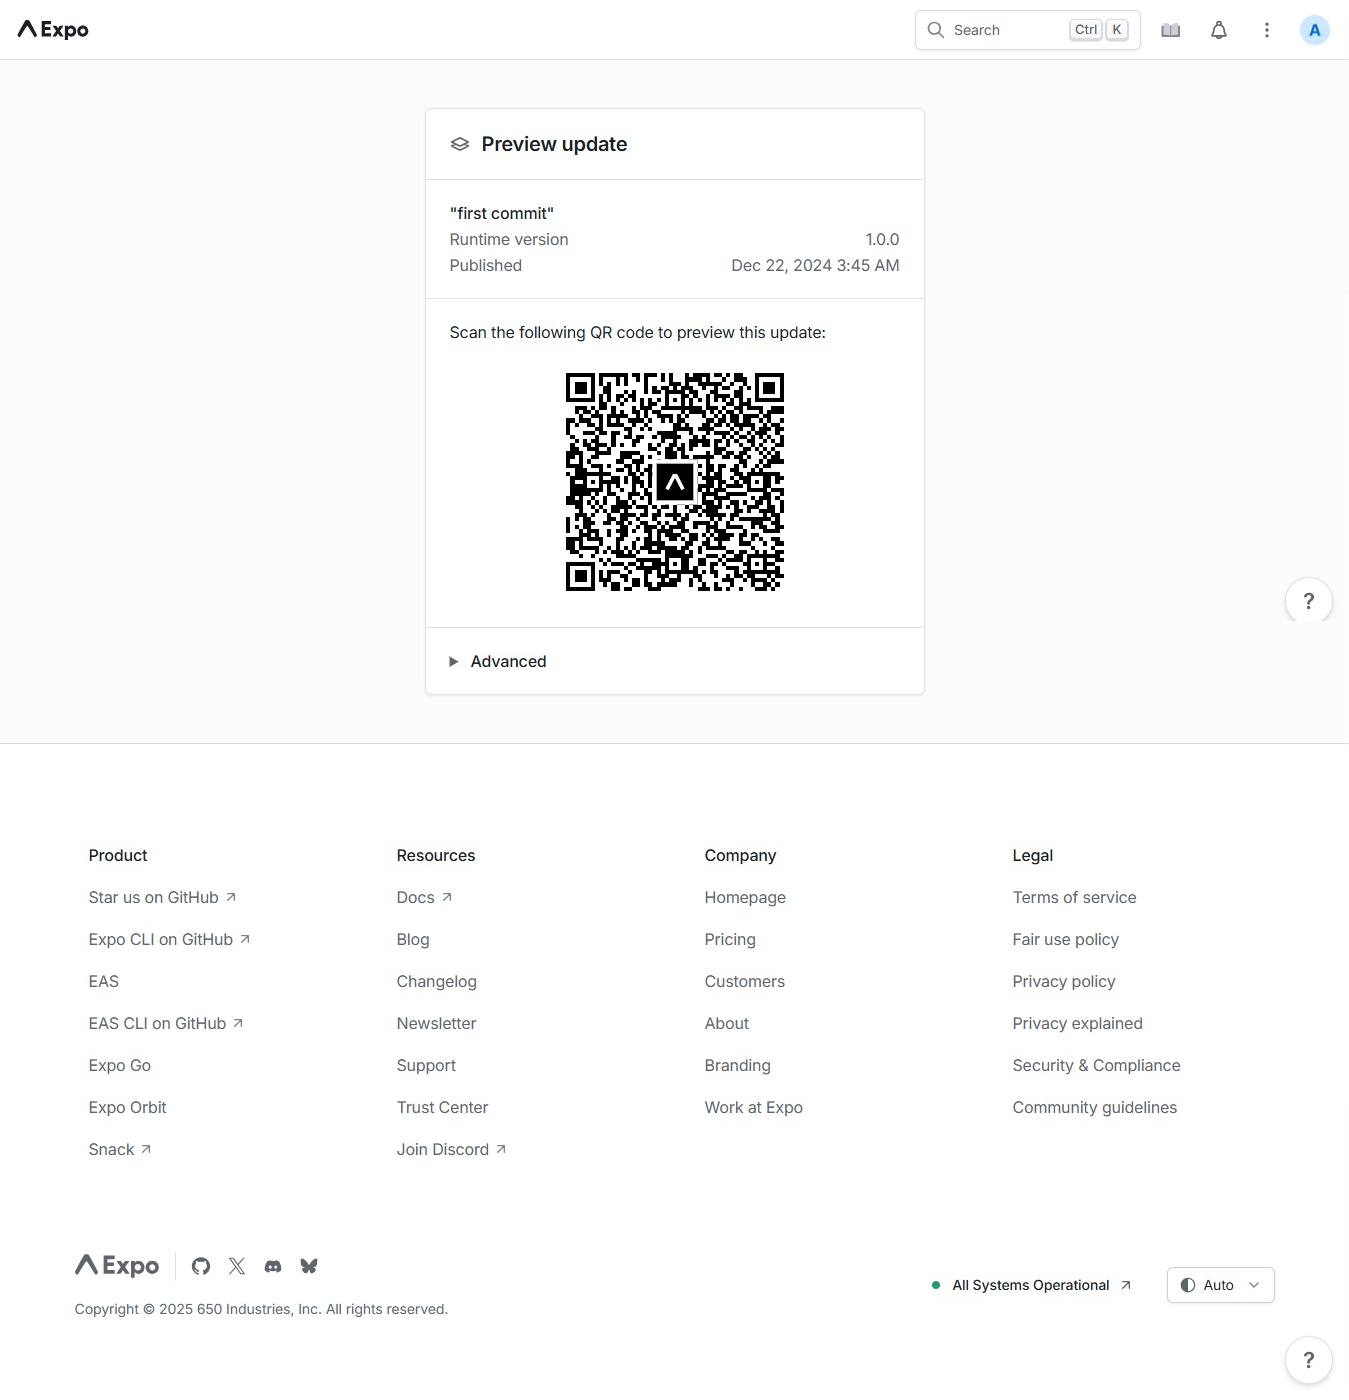 Expo
Search Ctrl K
A
Preview update
"first commit"
Runtime version 1.0.0
Published Dec 22, 2024 3:45 AM
Scan the following QR code to preview this update:
?
Advanced
Product
Star us on GitHub
Expo CLI on GitHub
EAS
EAS CLI on GitHub
Expo Go
Expo Orbit
Snack
Resources
Docs
Blog
Changelog
Newsletter
Support
Trust Center
Join Discord
Company
Homepage
Pricing
Customers
About
Branding
Work at Expo
Legal
Terms of service
Fair use policy
Privacy policy
Privacy explained
Security & Compliance
Community guidelines
Expo
Copyright © 2025 650 Industries, Inc. All rights reserved.
All Systems Operational
Auto
?